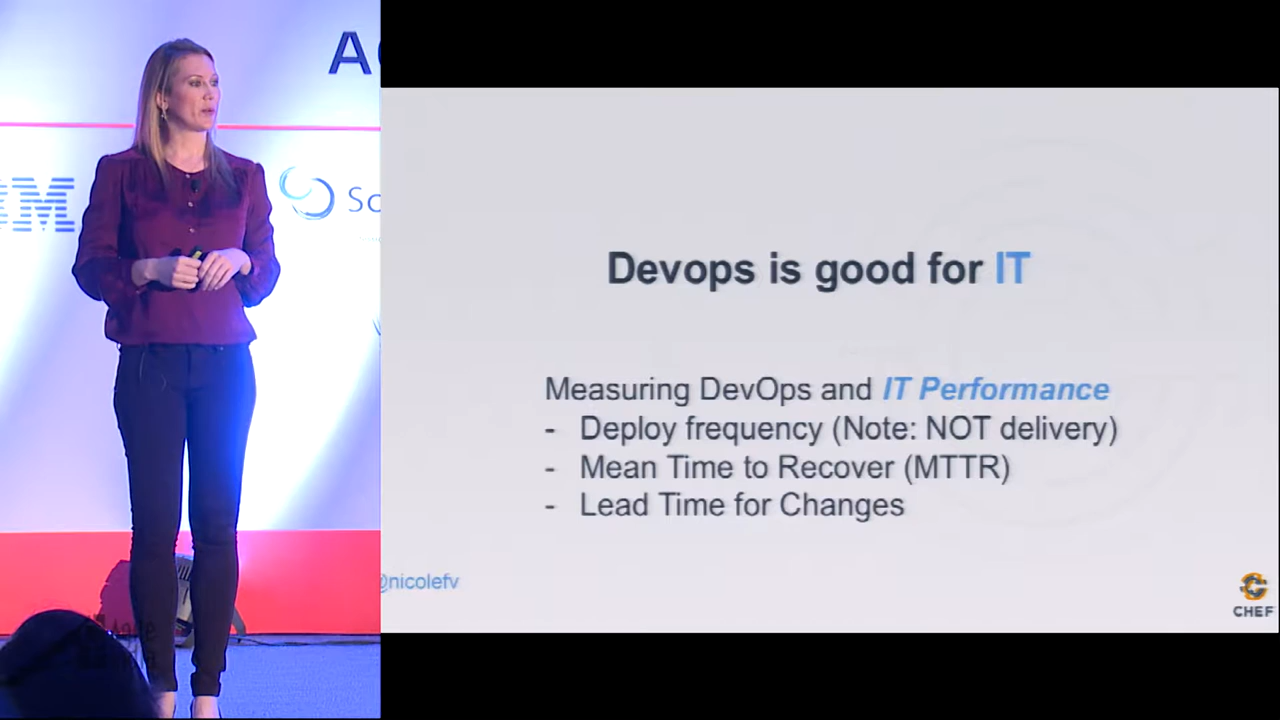 Devops is good for IT
Measuring DevOps and IT Performance
- Deploy frequency (Note: NOT delivery)
- Mean Time to Recover (MTTR)
- Lead Time for Changes
@nicolefv
CHEF